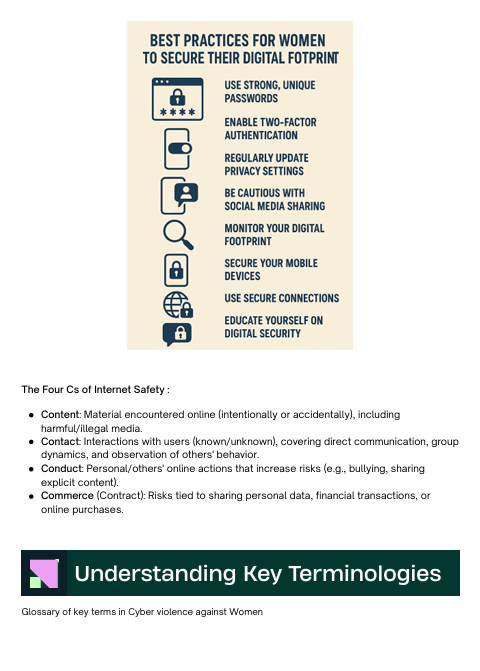 BEST PRACTICES FOR WOMEN
TO SECURE THEIR DIGITAL FOTPRINT
****
USE STRONG, UNIQUE
PASSWORDS
ENABLE TWO-FACTOR
AUTHENTICATION
REGULARLY UPDATE
PRIVACY SETTINGS
BE CAUTIOUS WITH
SOCIAL MEDIA SHARING
MONITOR YOUR DIGITAL
FOOTPRINT
SECURE YOUR MOBILE
DEVICES
USE SECURE CONNECTIONS
EDUCATE YOURSELF ON
DIGITAL SECURITY
The Four Cs of Internet Safety :
• Content: Material encountered online (intentionally or accidentally), including
harmful/illegal media.
• Contact: Interactions with users (known/unknown), covering direct communication, group
dynamics, and observation of others' behavior.
• Conduct: Personal/others' online actions that increase risks (e.g., bullying, sharing
explicit content).
• Commerce (Contract): Risks tied to sharing personal data, financial transactions, or
online purchases.
Understanding Key Terminologies
Glossary of key terms in Cyber violence against Women